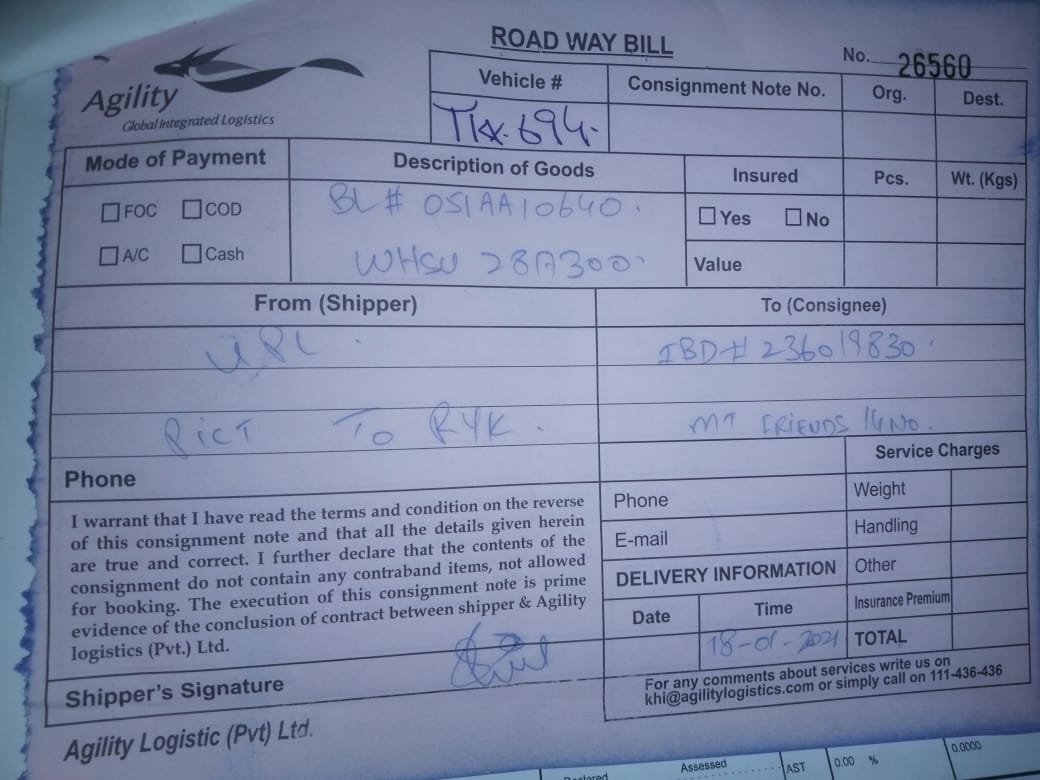 ROAD WAY BILL
No. 26560
Agility
Global Integrated Logistics
Vehicle #
Consignment Note No.
Org.
Dest.
694.
Mode of Payment
Description of Goods
Insured
Pcs.
Wt. (Kgs)
FOC COD
BL# OSIAA10640.
Yes No
A/C Cash
WHSU
Value
From (Shipper)
To (Consignee)
UPL.
IBD# 236019830.
PICT To RYK.
MT FRIENDS
Service Charges
Phone
Phone
Weight
I warrant that I have read the terms and condition on the reverse
of this consignment note and that all the details given herein
are true and correct. I further declare that the contents of the
consignment do not contain any contraband items, not allowed
for booking. The execution of this consignment note is prime
evidence of the conclusion of contract between shipper & Agility
logistics (Pvt.) Ltd.
E-mail
Handling
DELIVERY INFORMATION
Other
Date
Time
Insurance Premium
18-01-2021
TOTAL
Shipper's Signature
For any comments about services write us on
khi@agilitylogistics.com or simply call on 111-436-436
Agility Logistic (Pvt) Ltd.
Declared
Assessed
AST
0.00 %
0.0000